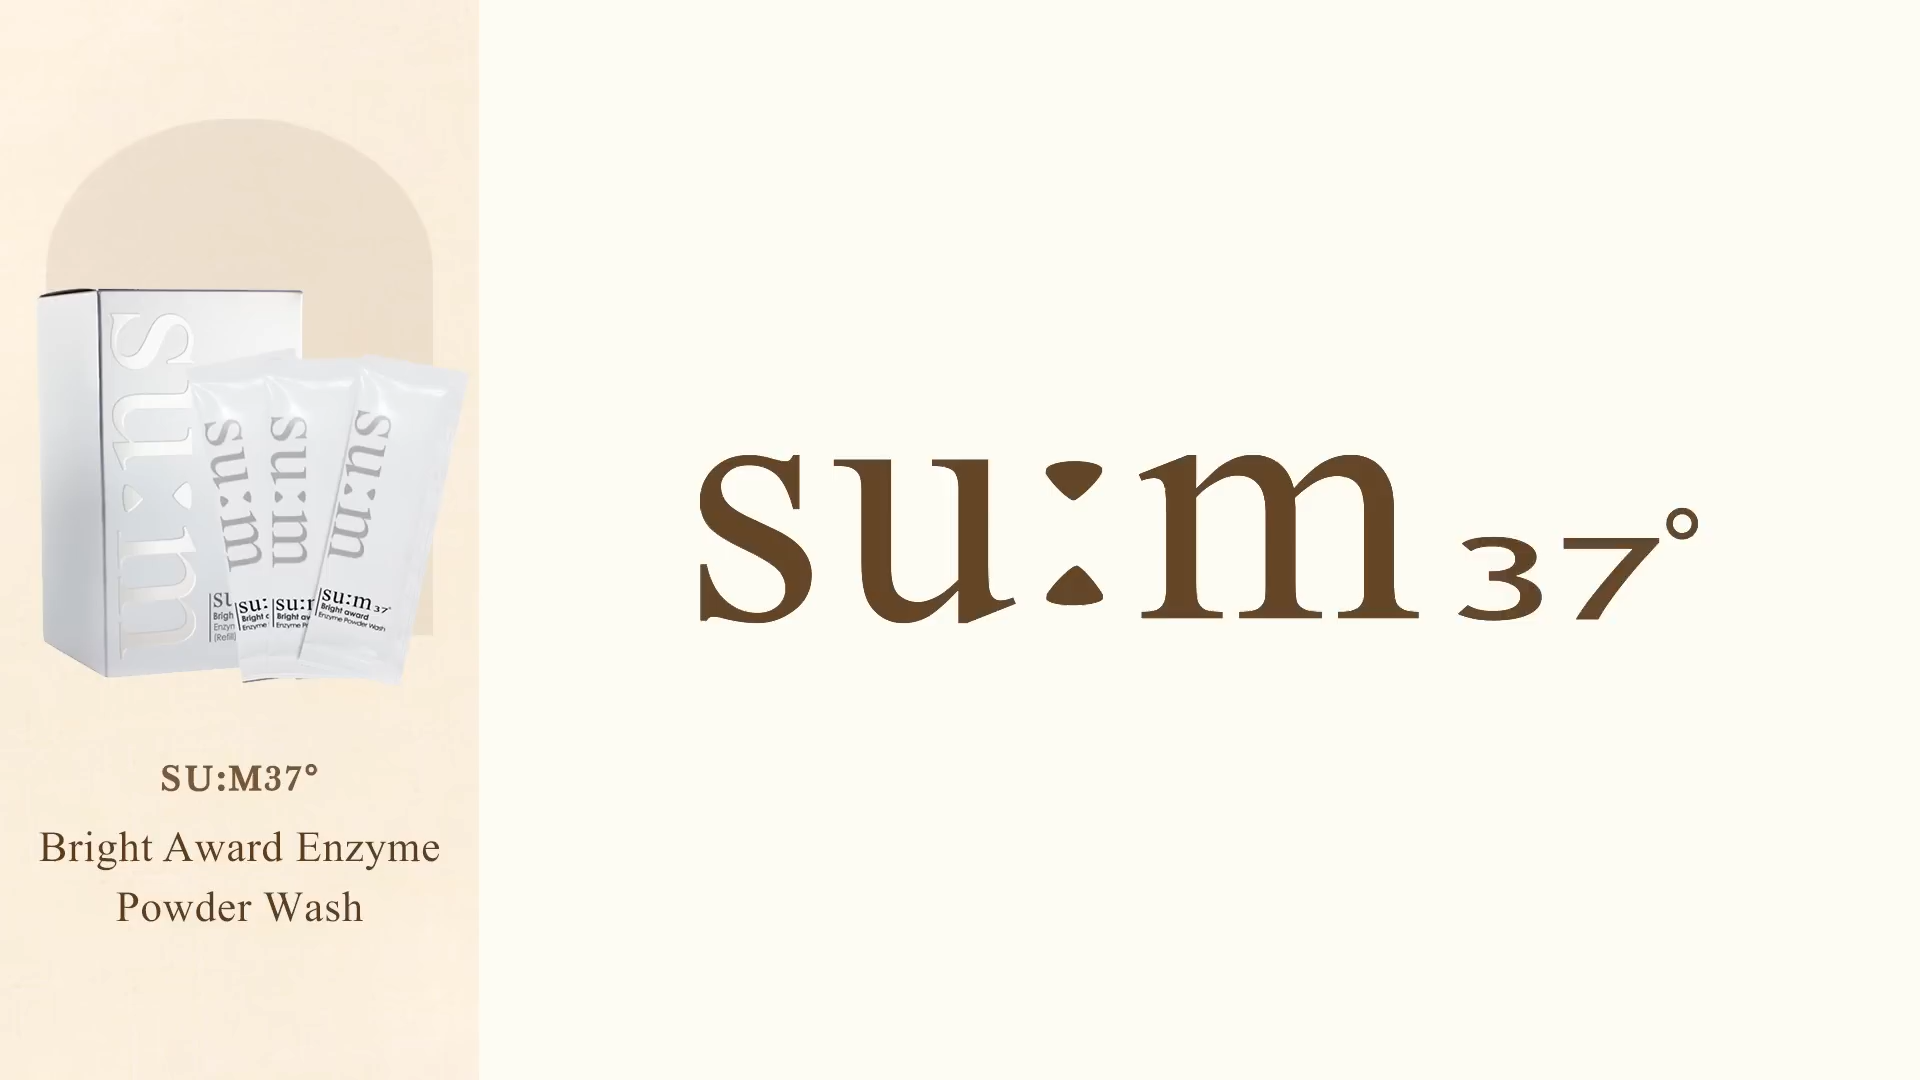 su:m
su:m
su:m
su:m
su:m37°
Bright award
Enzyme Powder Wash
SU:M37°
Bright Award Enzyme
Powder Wash
su:m37°